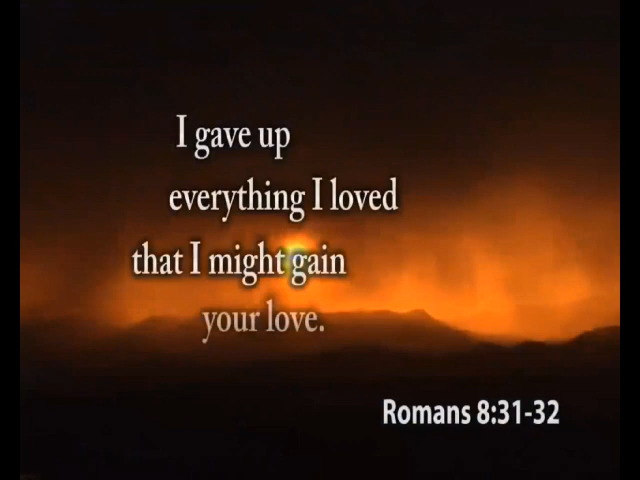 I gave up
everything I loved
that I might gain
your love.
Romans 8:31-32